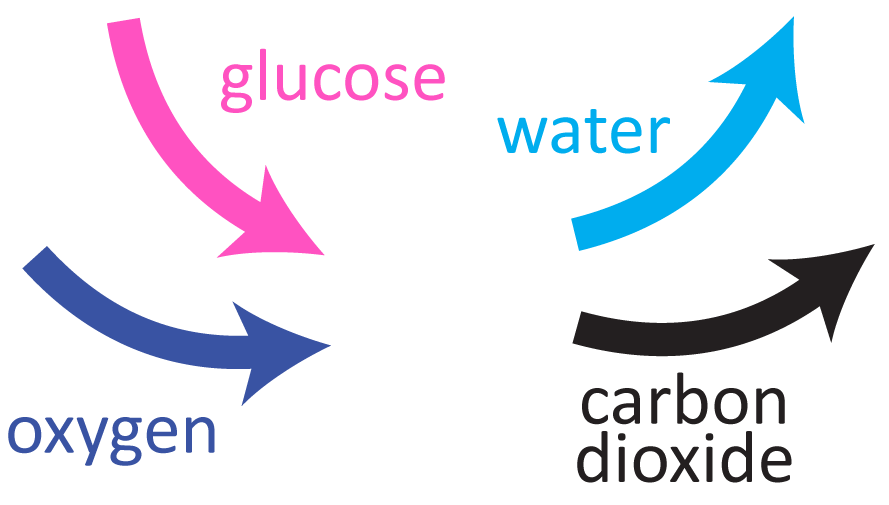 glucose
water
oxygen
carbon
dioxide